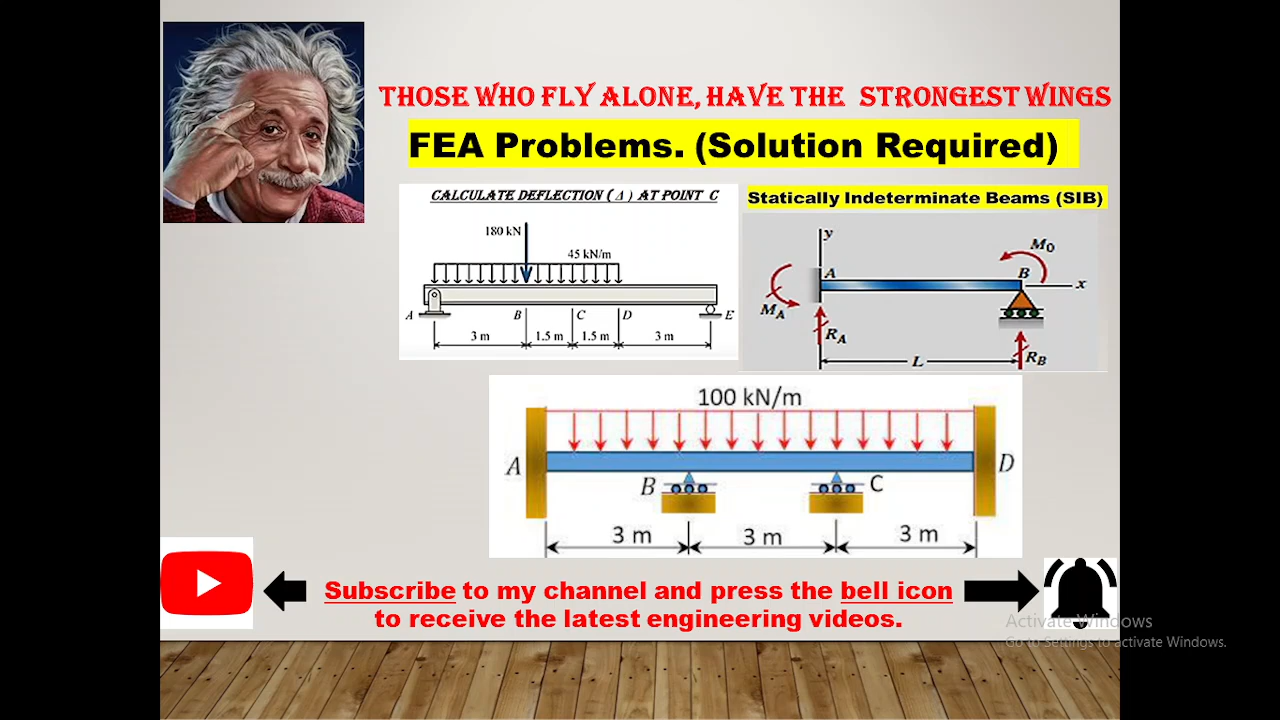 THOSE WHO FLY ALONE, HAVE THE STRONGEST WINGS
FEA Problems. (Solution Required)
CALCULATE DEFLECTION ( Δ ) AT POINT C
180 kN
45 kN/m
A B C D E
3 m 1.5 m 1.5 m 3 m
Statically Indeterminate Beams (SIB)
y
M₀
A B x
M_A
R_A
L R_B
100 kN/m
A D
B C
3 m 3 m 3 m
Subscribe to my channel and press the bell icon
to receive the latest engineering videos.
Activate Windows
Go to Settings to activate Windows.